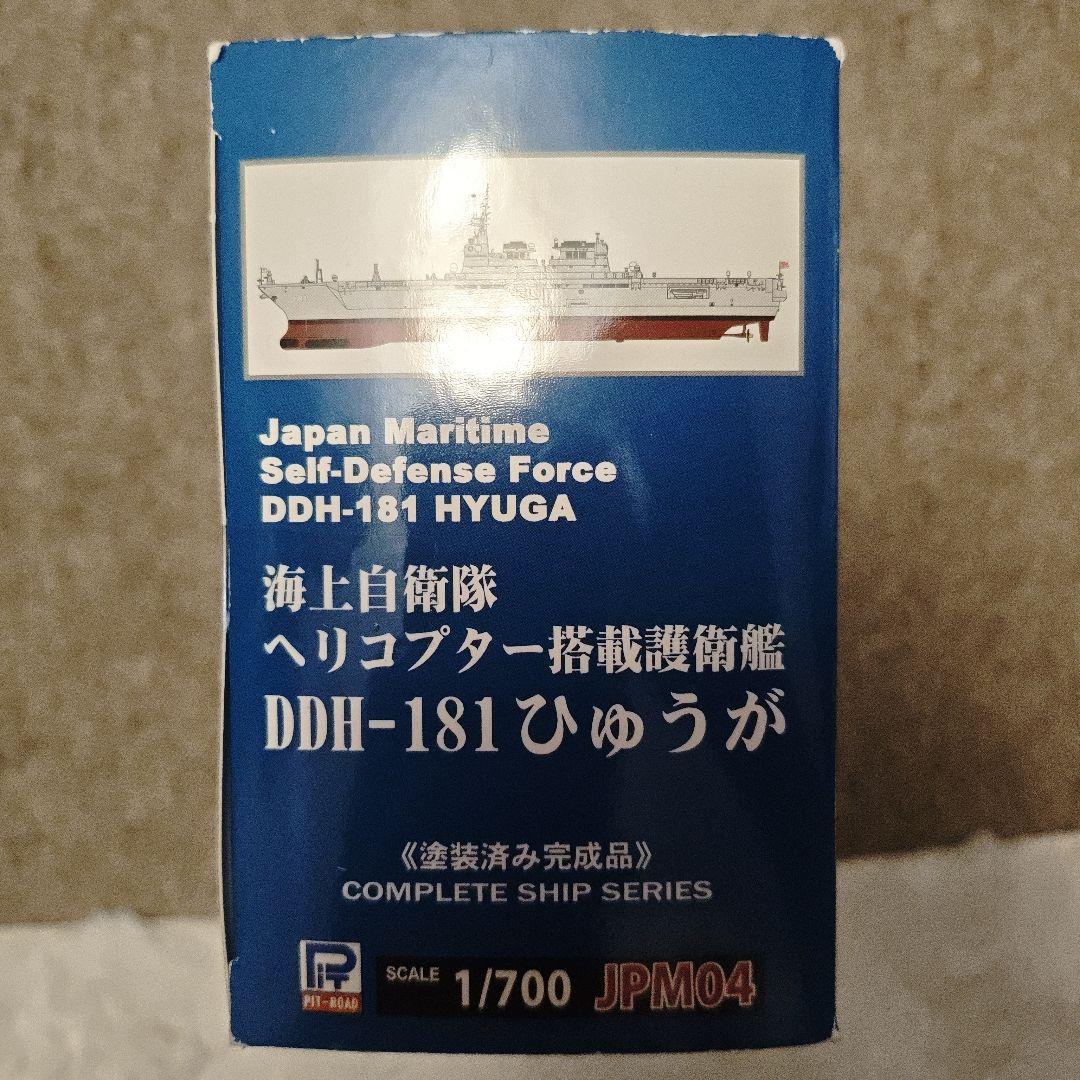 Japan Maritime
Self-Defense Force
DDH-181 HYUGA
海上自衛隊
ヘリコプター搭載護衛艦
DDH-181ひゅうが
《塗装済み完成品》
COMPLETE SHIP SERIES
PiT
PIT-ROAD
SCALE 1/700 JPM04